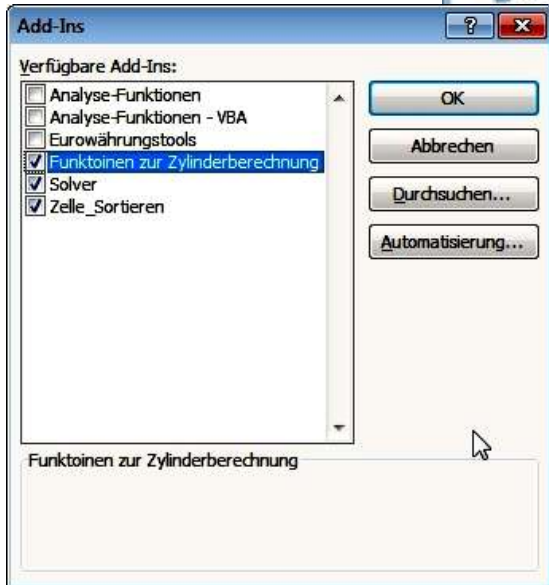 Add-Ins
Verfügbare Add-Ins:
Analyse-Funktionen
Analyse-Funktionen - VBA
Eurowährungstools
Funktoinen zur Zylinderberechnung
Solver
Zelle_Sortieren
OK
Abbrechen
Durchsuchen...
Automatisierung...
Funktoinen zur Zylinderberechnung